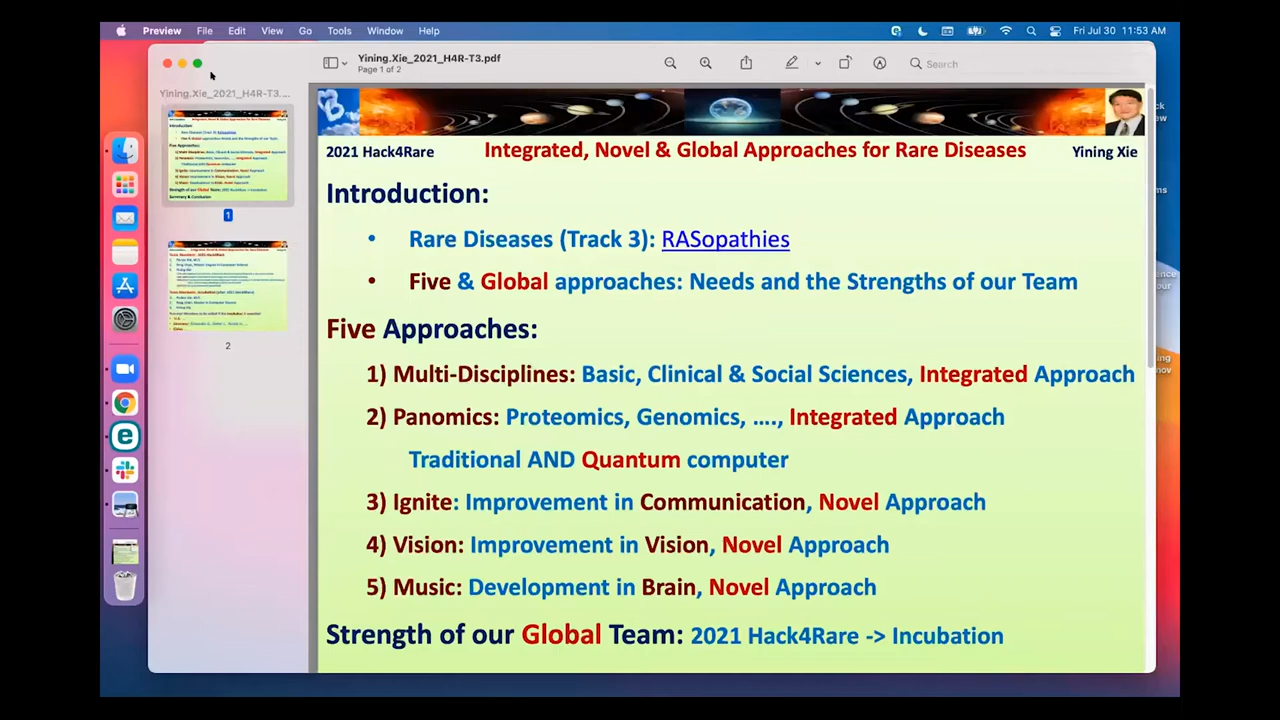 Preview File Edit View Go Tools Window Help Fri Jul 30 11:53 AM
Yining.Xie_2021_H4R-T3.pdf
Page 1 of 2
Search
Yining.Xie_2021_H4R-T3....
1
2
2021 Hack4Rare Integrated, Novel & Global Approaches for Rare Diseases Yining Xie
Introduction:
• Rare Diseases (Track 3): RASopathies
• Five & Global approaches: Needs and the Strengths of our Team
Five Approaches:
1) Multi-Disciplines: Basic, Clinical & Social Sciences, Integrated Approach
2) Panomics: Proteomics, Genomics, ...., Integrated Approach
Traditional AND Quantum computer
3) Ignite: Improvement in Communication, Novel Approach
4) Vision: Improvement in Vision, Novel Approach
5) Music: Development in Brain, Novel Approach
Strength of our Global Team: 2021 Hack4Rare -> Incubation